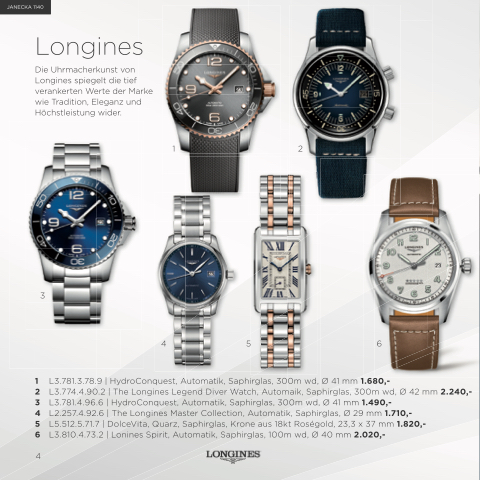 JANECKA 1140
Longines
Die Uhrmacherkunst von
Longines spiegelt die tief
verankerten Werte der Marke
wie Tradition, Eleganz und
Höchstleistung wider.
1
2
3
4
5
6
1 L3.781.3.78.9 | HydroConquest, Automatik, Saphirglas, 300m wd, Ø 41 mm 1.680,-
2 L3.774.4.90.2 | The Longines Legend Diver Watch, Automaik, Saphirglas, 300m wd, Ø 42 mm 2.240,-
3 L3.781.4.96.6 | HydroConquest, Automatik, Saphirglas, 300m wd, Ø 41 mm 1.490,-
4 L2.257.4.92.6 | The Longines Master Collection, Automatik, Saphirglas, Ø 29 mm 1.710,-
5 L5.512.5.71.7 | DolceVita, Quarz, Saphirglas, Krone aus 18kt Roségold, 23,3 x 37 mm 1.820,-
6 L3.810.4.73.2 | Lonines Spirit, Automatik, Saphirglas, 100m wd, Ø 40 mm 2.020,-
4
LONGINES